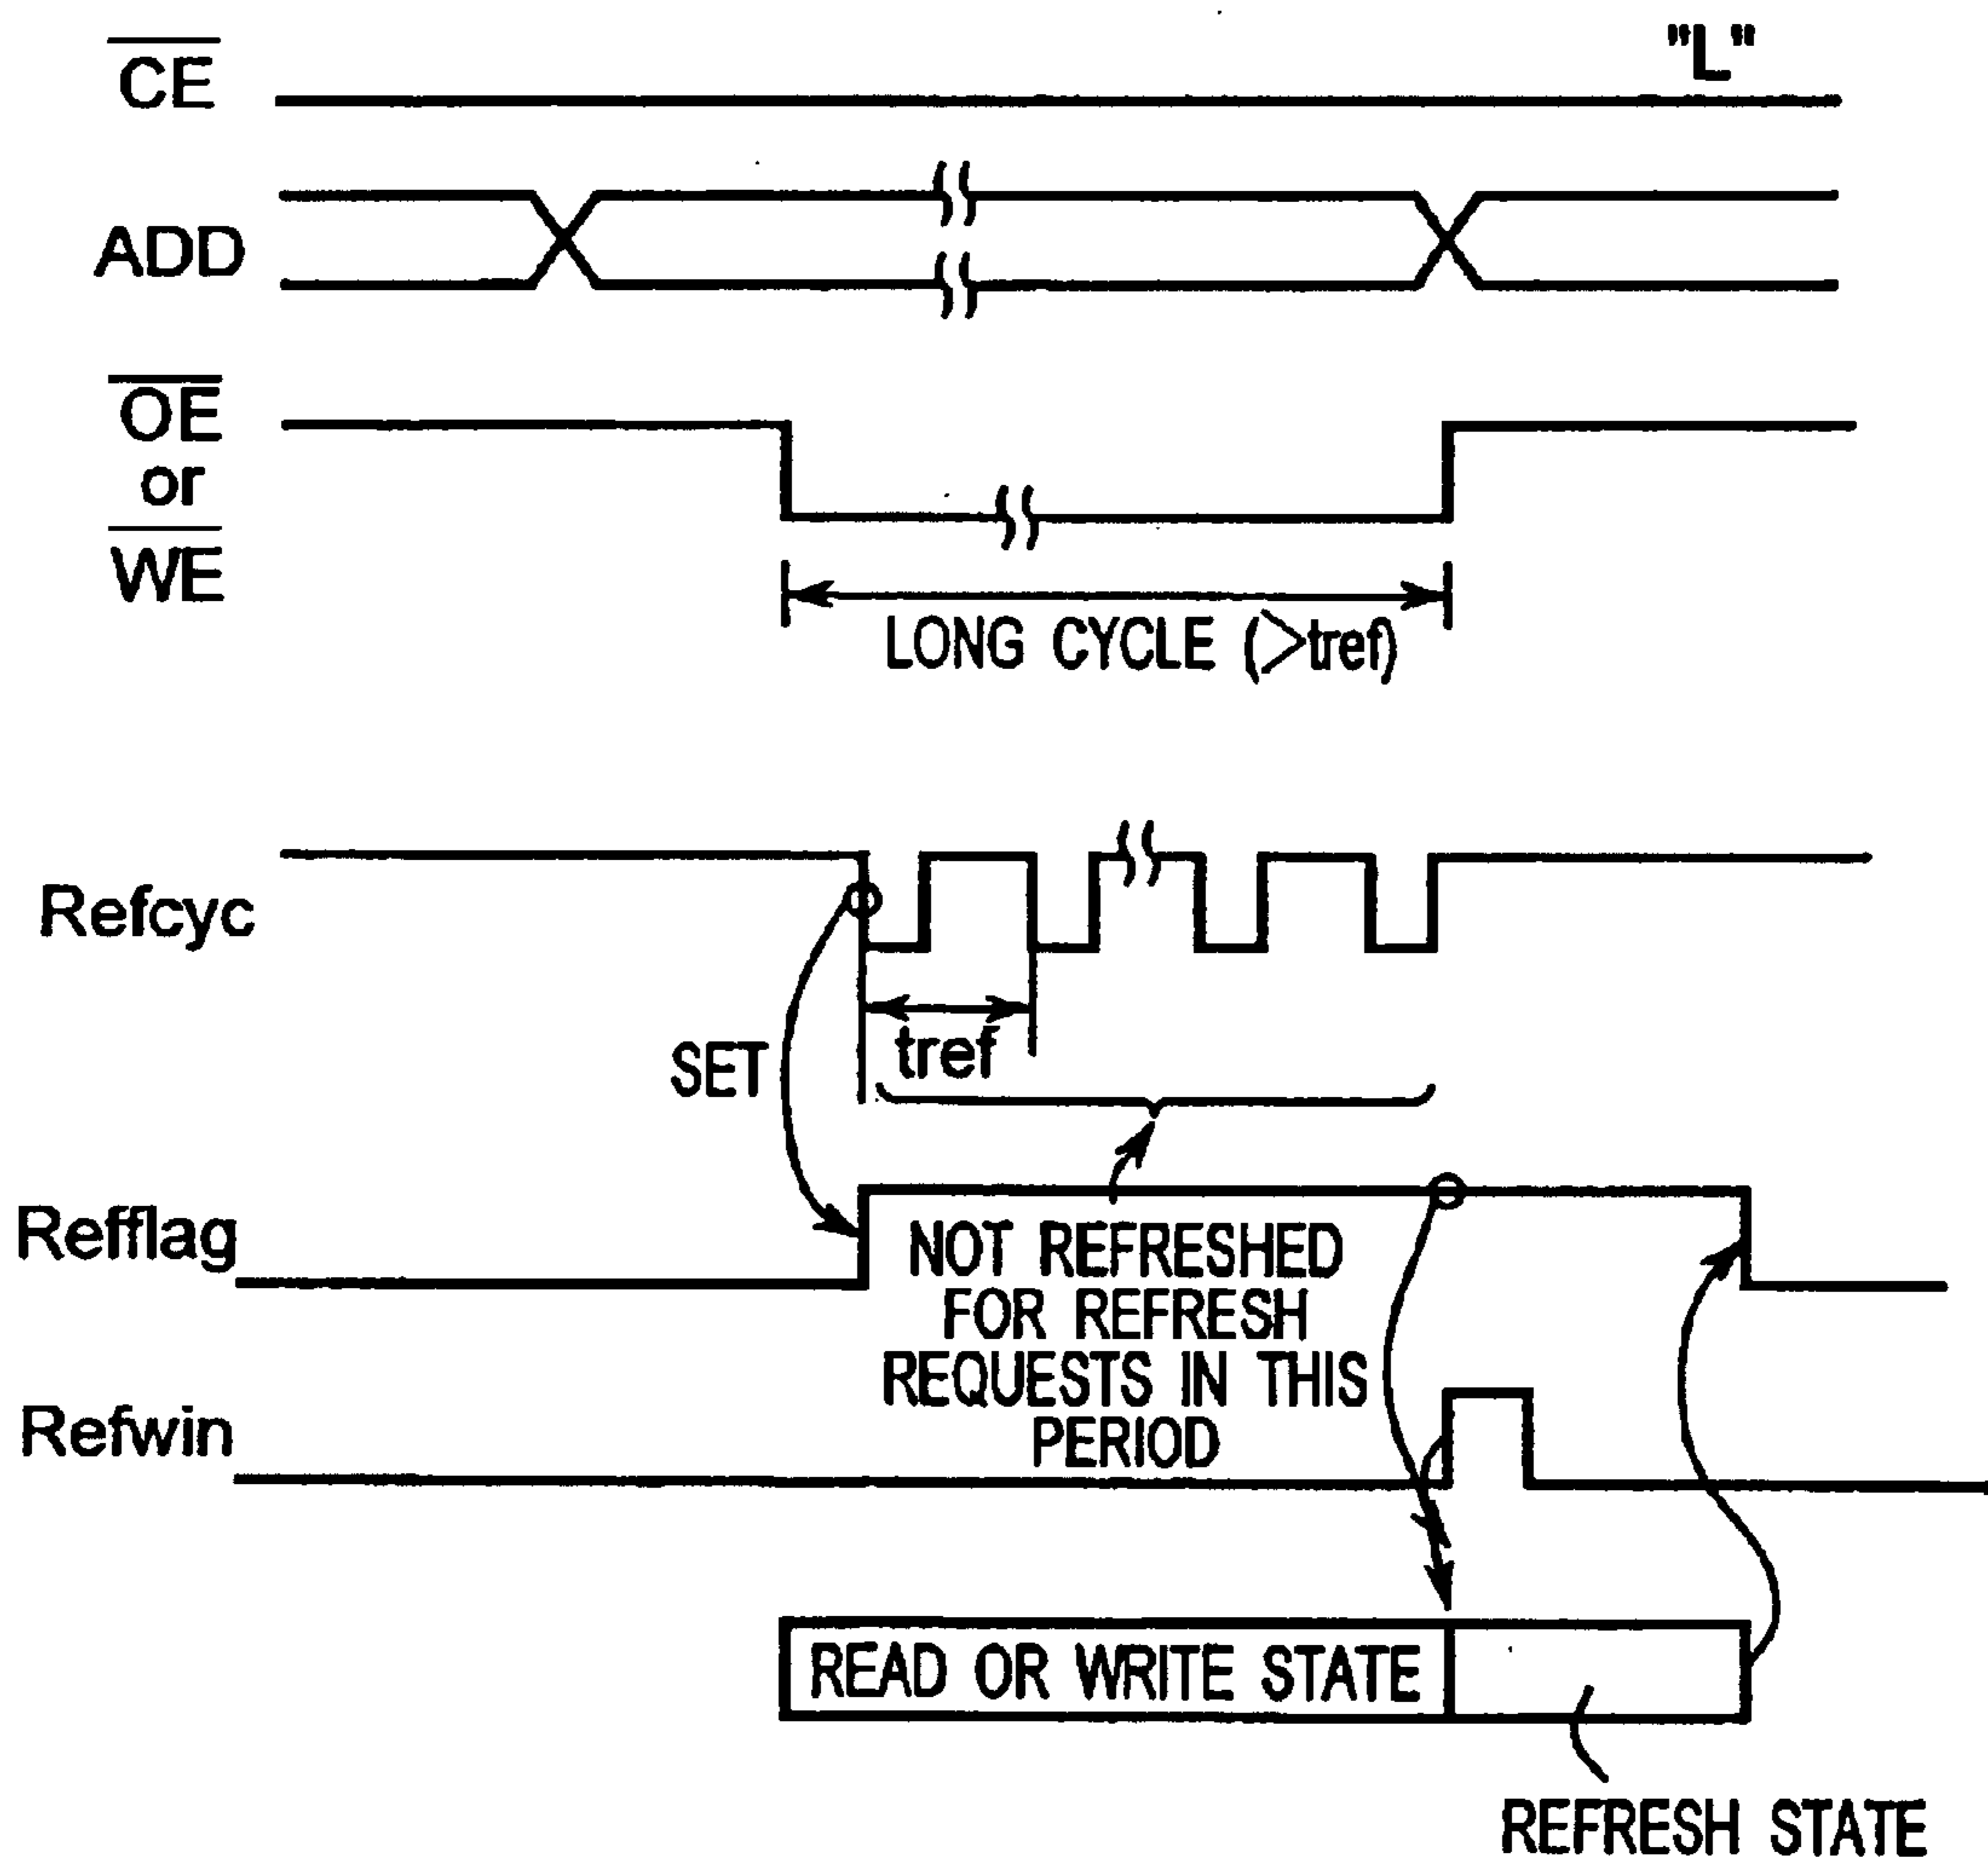 CE
"L"
ADD
OE
or
WE
LONG CYCLE (>tref)
Refcyc
tref
SET
Refflag
NOT REFRESHED
FOR REFRESH
REQUESTS IN THIS
PERIOD
Refwin
READ OR WRITE STATE
REFRESH STATE